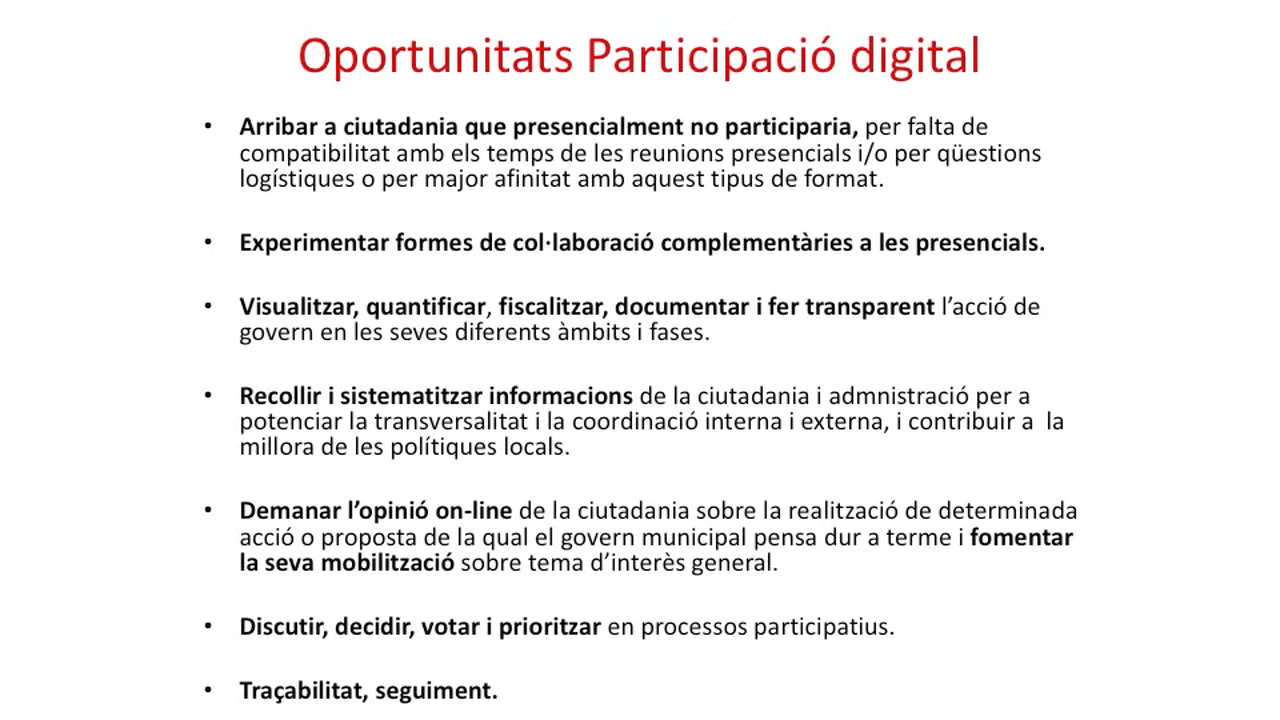 Oportunitats Participació digital
• Arribar a ciutadania que presencialment no participaria, per falta de
compatibilitat amb els temps de les reunions presencials i/o per qüestions
logístiques o per major afinitat amb aquest tipus de format.
• Experimentar formes de col·laboració complementàries a les presencials.
• Visualitzar, quantificar, fiscalitzar, documentar i fer transparent l’acció de
govern en les seves diferents àmbits i fases.
• Recollir i sistematitzar informacions de la ciutadania i admnistració per a
potenciar la transversalitat i la coordinació interna i externa, i contribuir a  la
millora de les polítiques locals.
• Demanar l’opinió on-line de la ciutadania sobre la realització de determinada
acció o proposta de la qual el govern municipal pensa dur a terme i fomentar
la seva mobilització sobre tema d’interès general.
• Discutir, decidir, votar i prioritzar en processos participatius.
• Traçabilitat, seguiment.